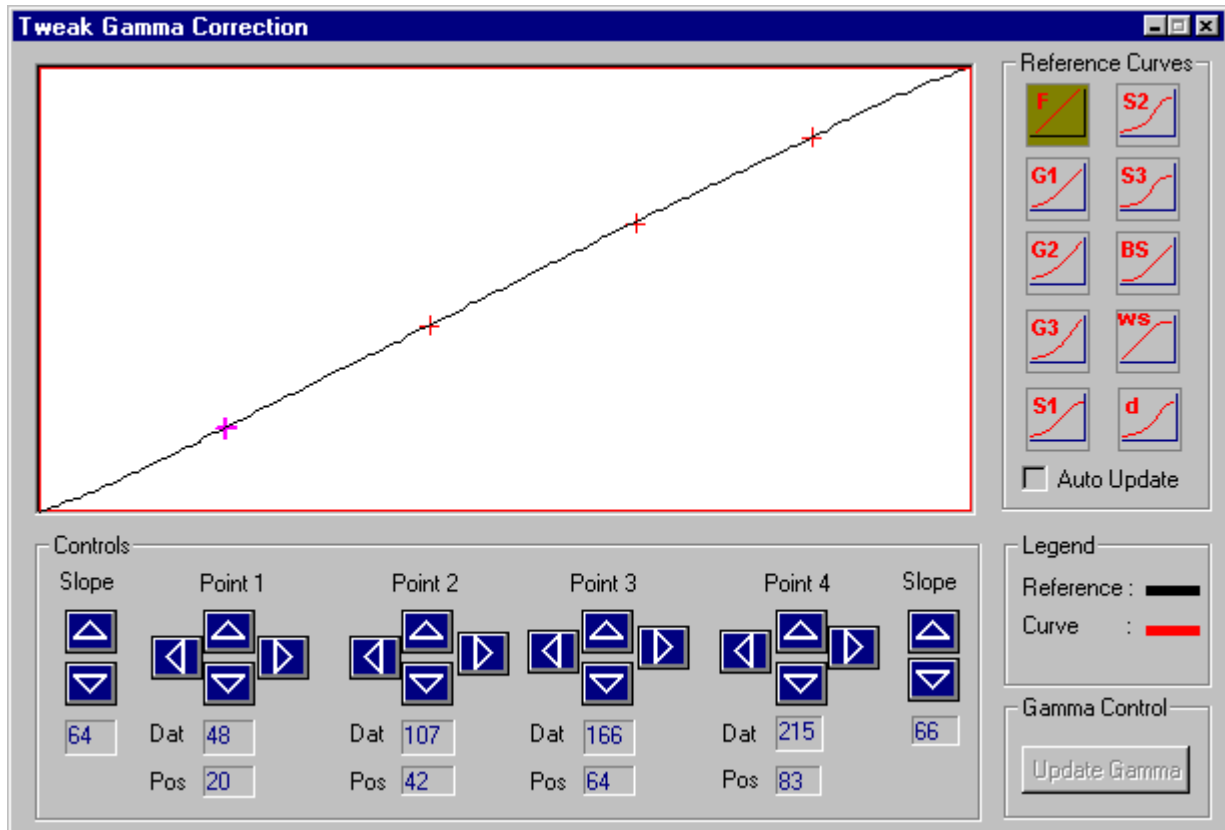 Tweak Gamma Correction
Reference Curves
F S2
G1 S3
G2 BS
G3 ws
S1 d
Auto Update
Controls
Slope Point 1 Point 2 Point 3 Point 4 Slope
64 Dat 48 Dat 107 Dat 166 Dat 215 66
Pos 20 Pos 42 Pos 64 Pos 83
Legend
Reference :
Curve :
Gamma Control
Update Gamma